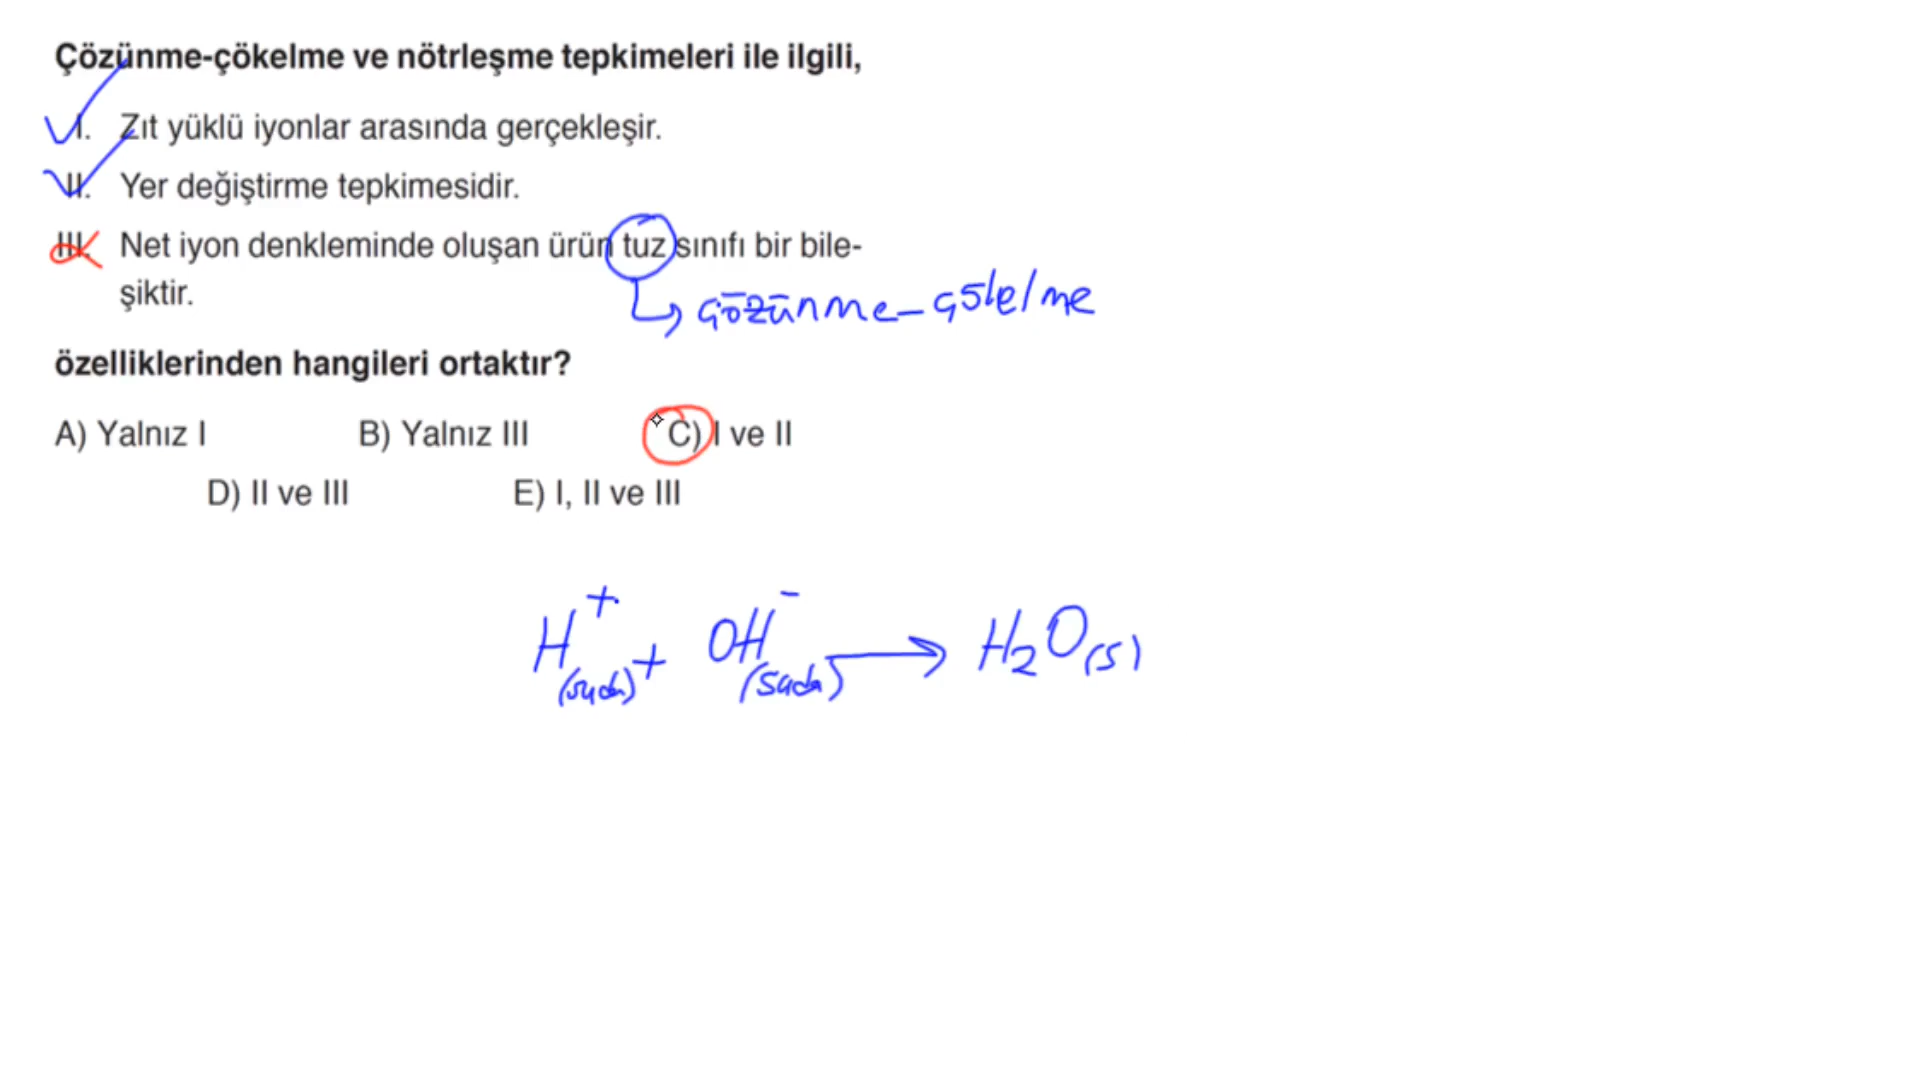 Çözünme-çökelme ve nötrleşme tepkimeleri ile ilgili,
I. Zıt yüklü iyonlar arasında gerçekleşir.
II. Yer değiştirme tepkimesidir.
III. Net iyon denkleminde oluşan ürün tuz sınıfı bir bile-
şiktir.
çözünme-çökelme
özelliklerinden hangileri ortaktır?
A) Yalnız I B) Yalnız III C) I ve II
D) II ve III E) I, II ve III
H⁺(suda) + OH⁻(suda) → H₂O(s)